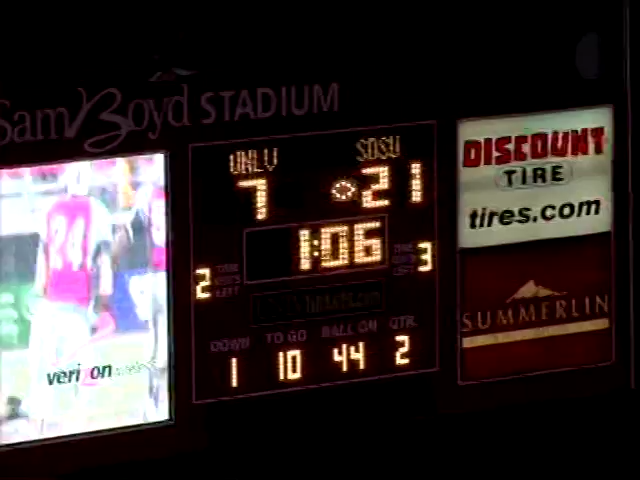 Sam Boyd STADIUM
UNLV SDSU
7 21
1:06
2 TIME OUTS LEFT
TIME OUTS LEFT 3
DOWN TO GO BALL ON QTR.
1 10 44 2
24
verizon
DISCOUNT
TIRE
tires.com
SUMMERLIN